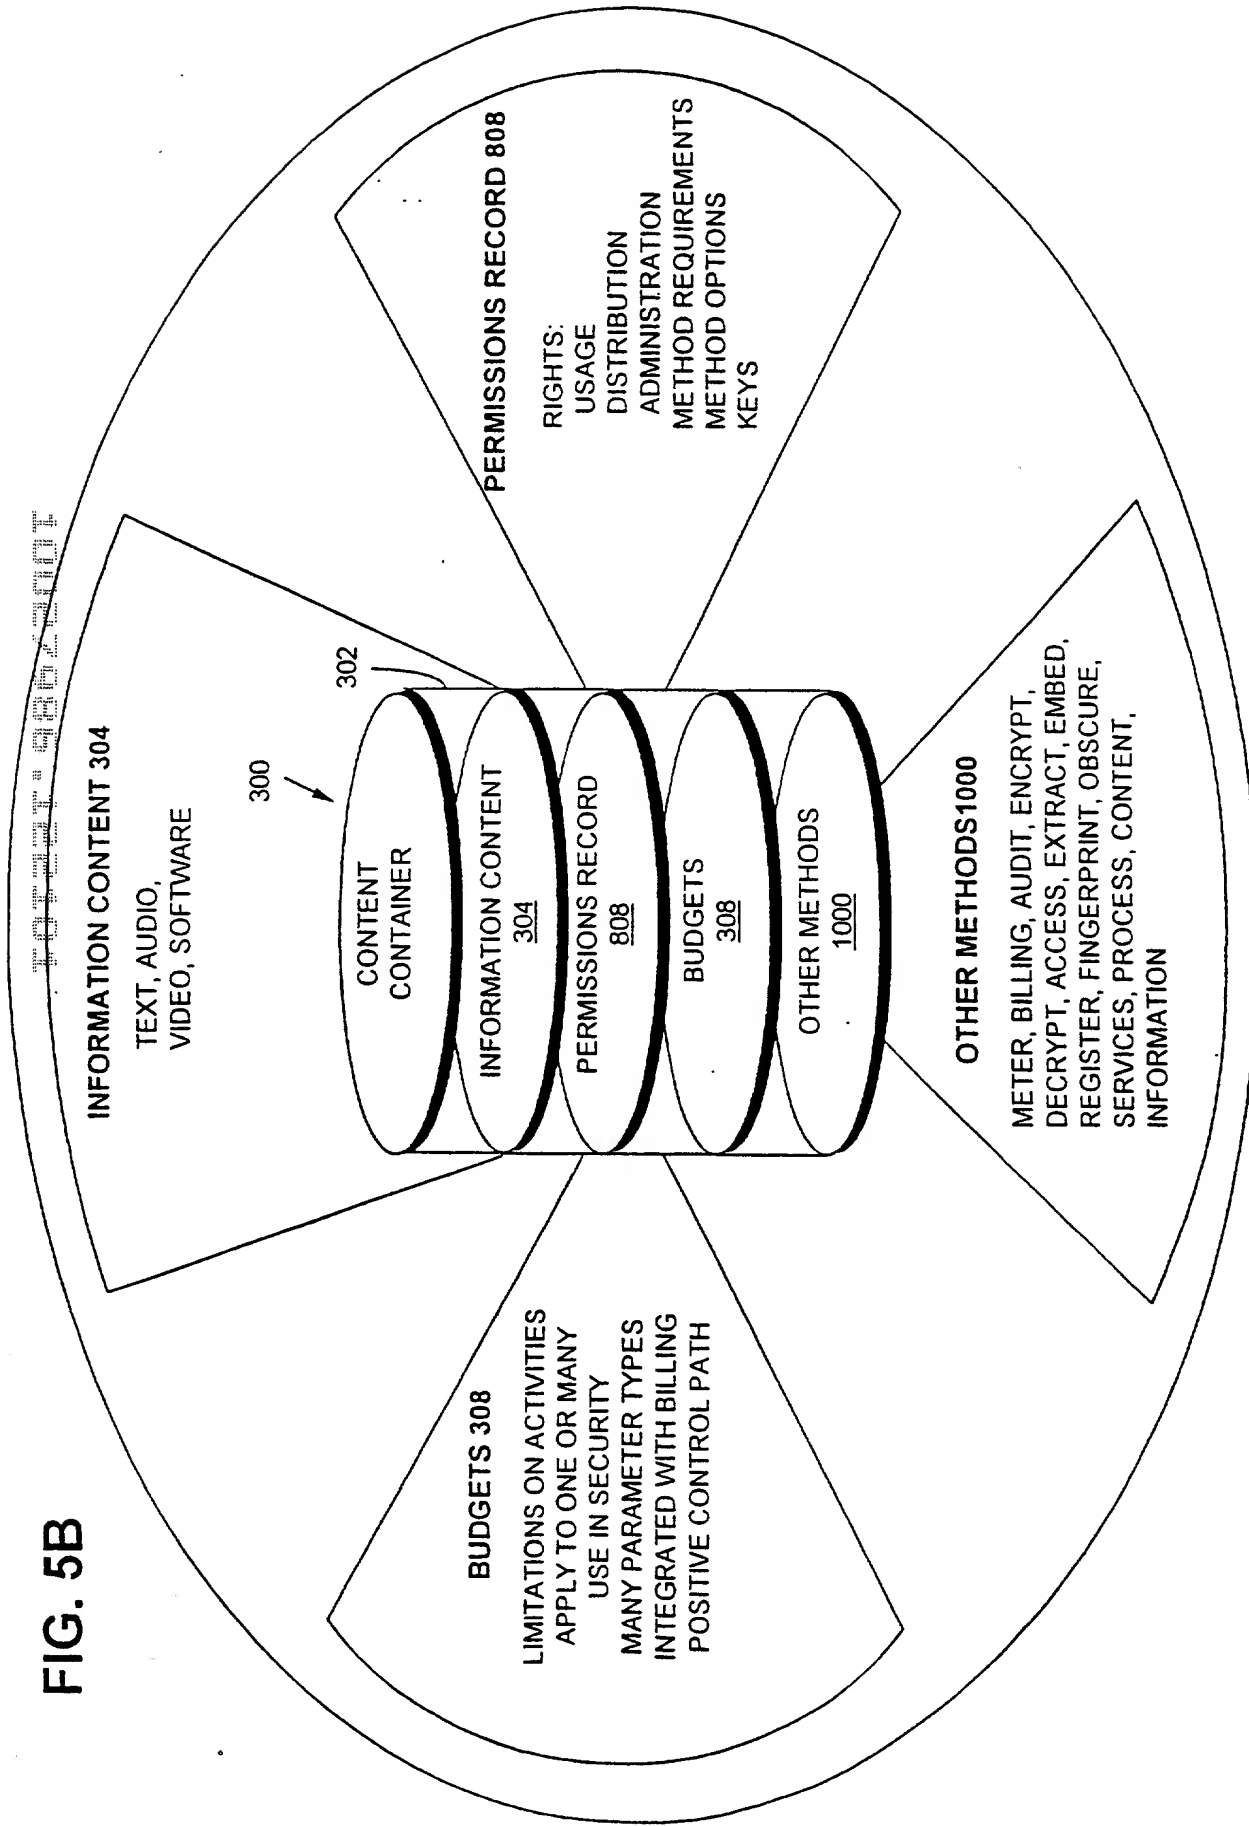 FIG. 5B
INFORMATION CONTENT 304
TEXT, AUDIO,
VIDEO, SOFTWARE
300
302
CONTENT
CONTAINER
INFORMATION CONTENT
304
PERMISSIONS RECORD
808
BUDGETS
308
OTHER METHODS
1000
BUDGETS 308
LIMITATIONS ON ACTIVITIES
APPLY TO ONE OR MANY
USE IN SECURITY
MANY PARAMETER TYPES
INTEGRATED WITH BILLING
POSITIVE CONTROL PATH
PERMISSIONS RECORD 808
RIGHTS:
USAGE
DISTRIBUTION
ADMINISTRATION
METHOD REQUIREMENTS
METHOD OPTIONS
KEYS
OTHER METHODS1000
METER, BILLING, AUDIT, ENCRYPT,
DECRYPT, ACCESS, EXTRACT, EMBED,
REGISTER, FINGERPRINT, OBSCURE,
SERVICES, PROCESS, CONTENT,
INFORMATION